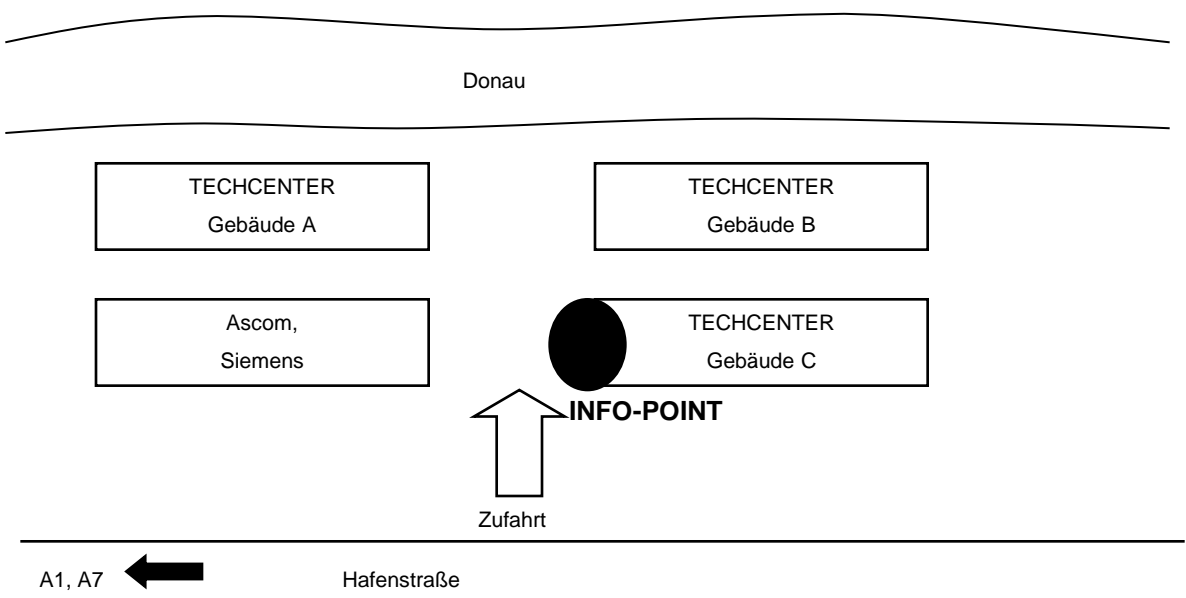 Donau
TECHCENTER
Gebäude A
TECHCENTER
Gebäude B
Ascom,
Siemens
TECHCENTER
Gebäude C
INFO-POINT
Zufahrt
A1, A7
Hafenstraße